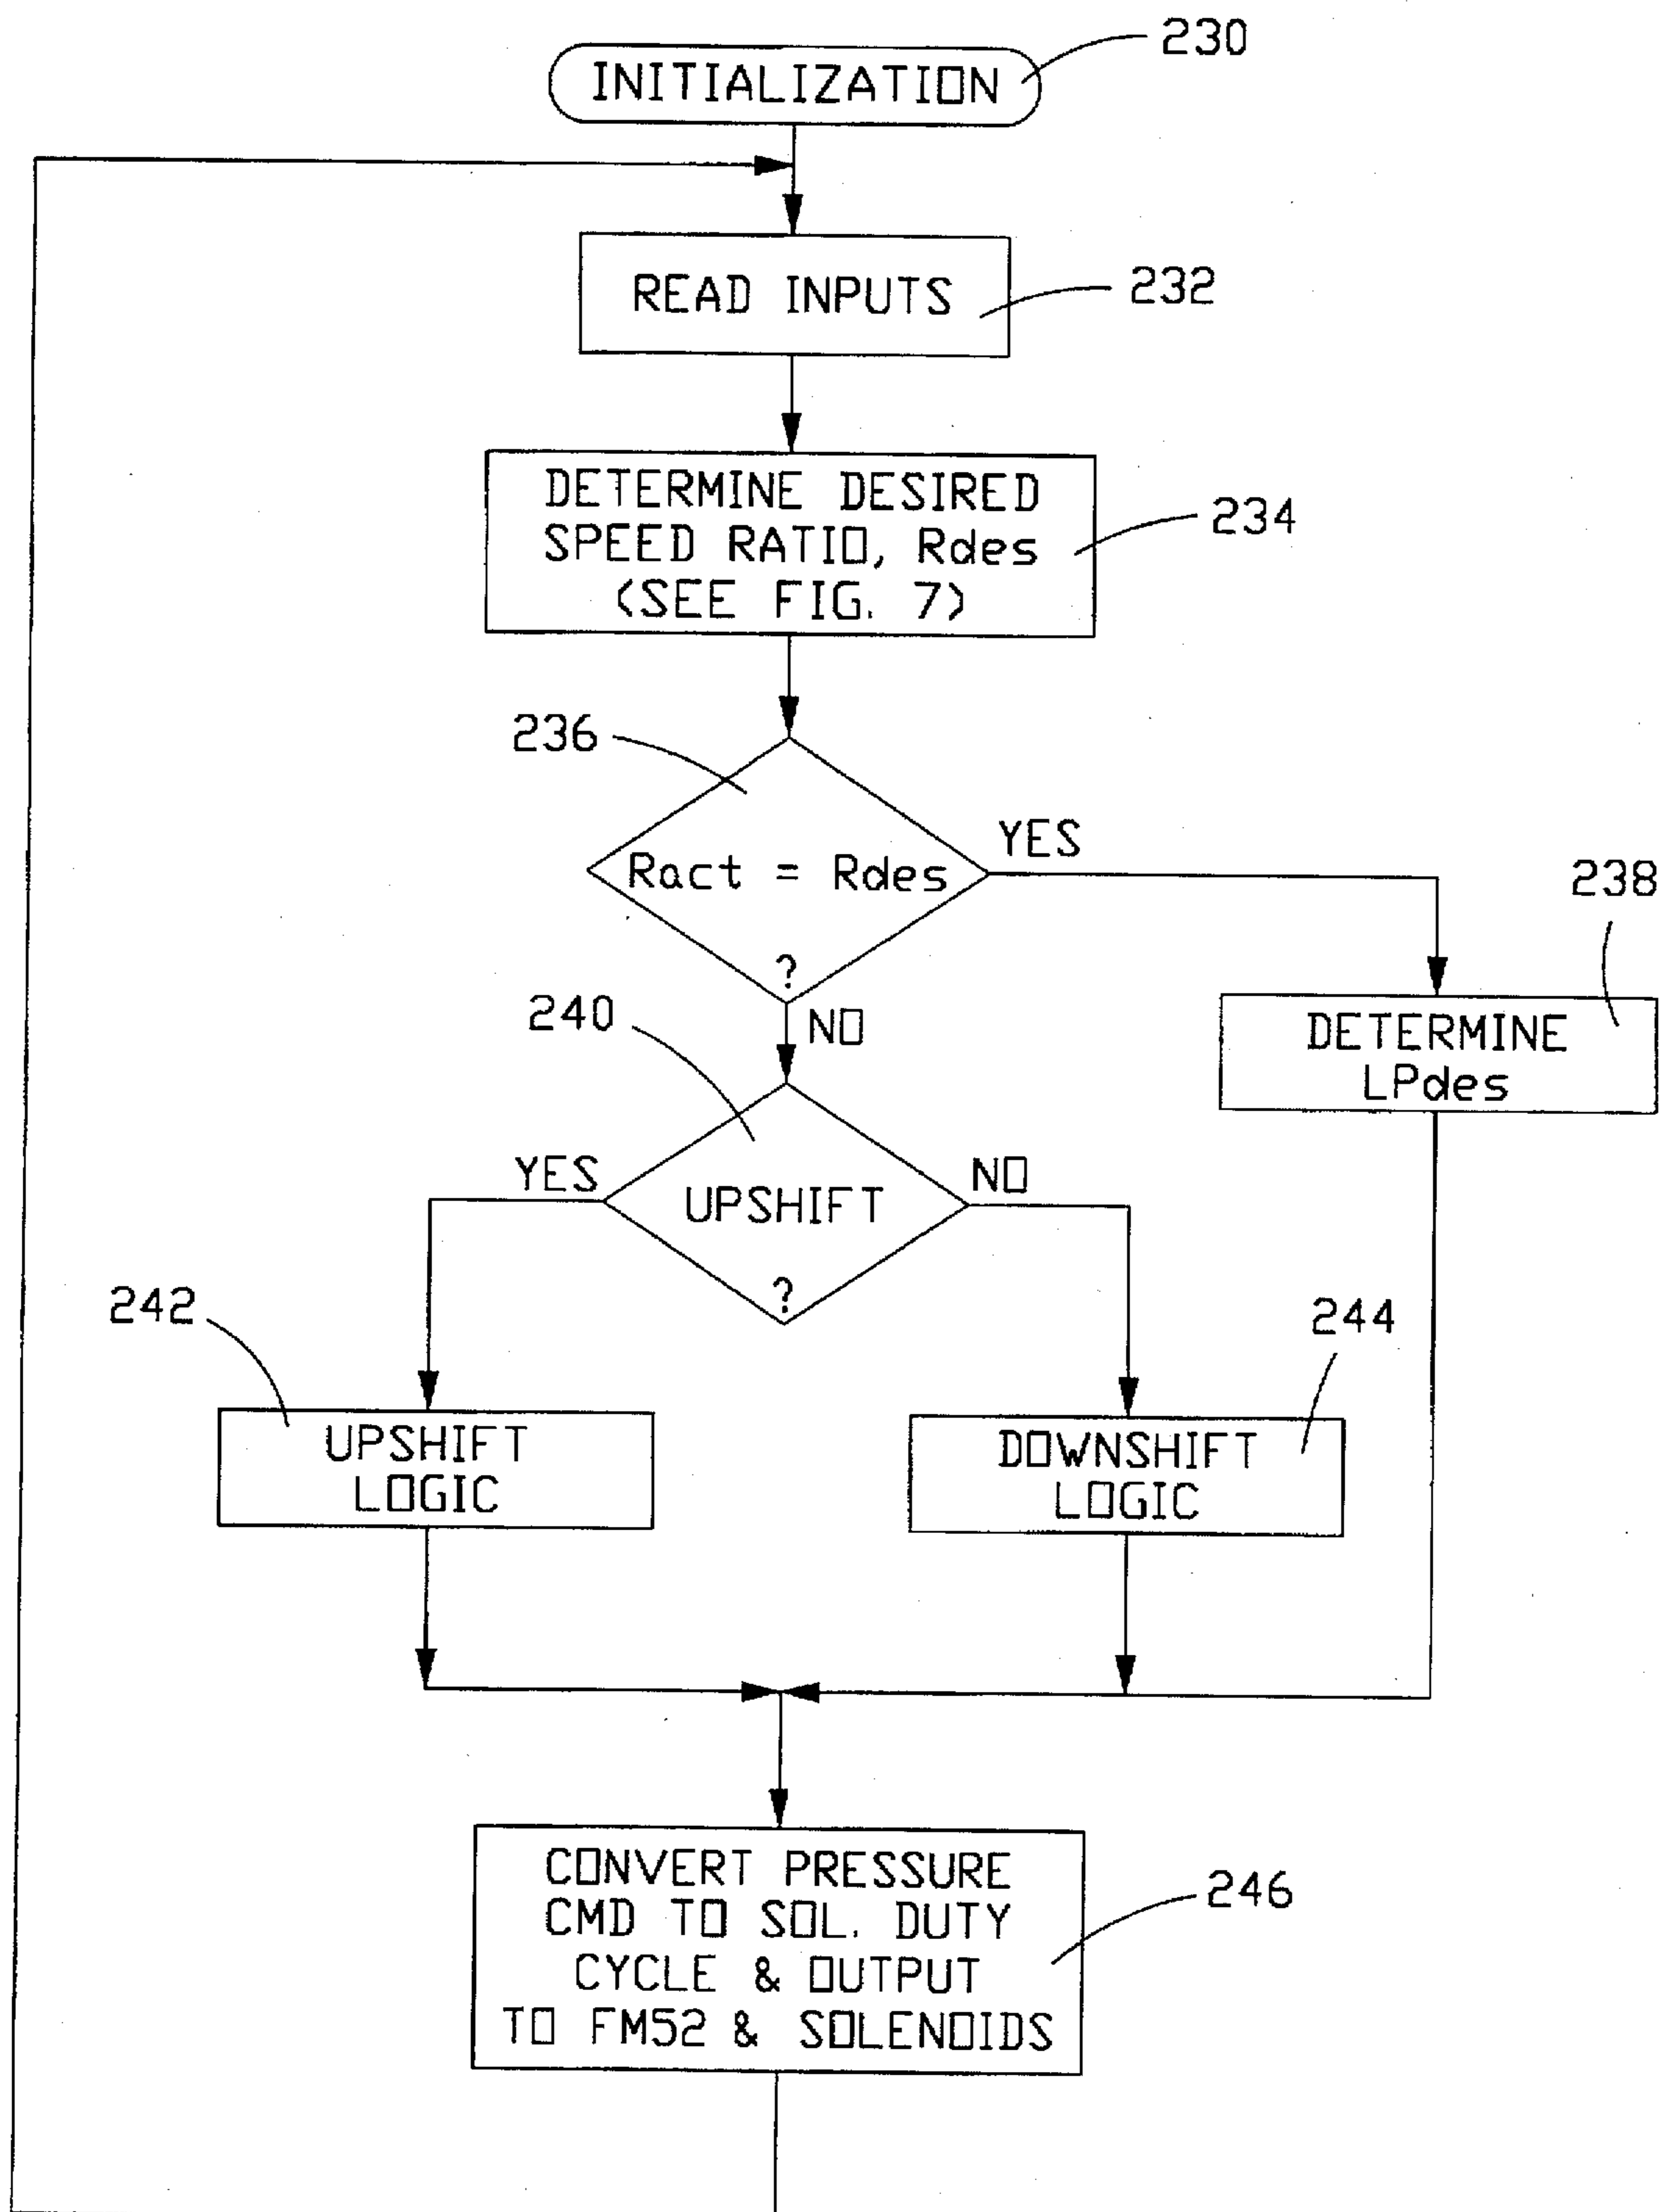 230
INITIALIZATION
READ INPUTS
232
DETERMINE DESIRED
SPEED RATIO, Rdes
(SEE FIG. 7)
234
236
Ract = Rdes
?
YES
NO
238
DETERMINE
LPdes
240
UPSHIFT
?
YES
NO
242
UPSHIFT
LOGIC
244
DOWNSHIFT
LOGIC
CONVERT PRESSURE
CMD TO SOL. DUTY
CYCLE & OUTPUT
TO FM52 & SOLENOIDS
246